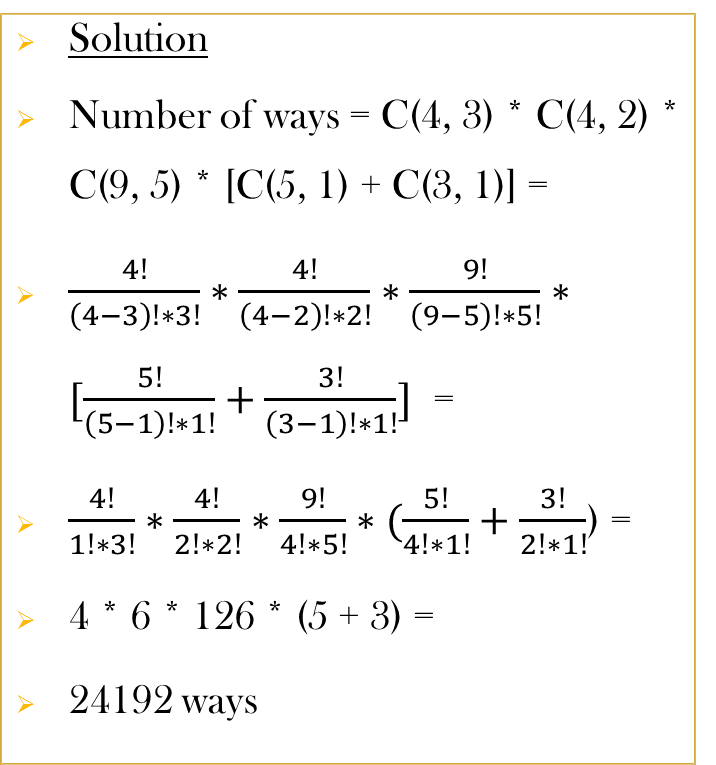 ➢ Solution
➢ Number of ways = C(4, 3) * C(4, 2) *
C(9, 5) * [C(5, 1) + C(3, 1)] =
➢ \frac{4!}{(4−3)!∗3!} ∗ \frac{4!}{(4−2)!∗2!} ∗ \frac{9!}{(9−5)!∗5!} ∗
[\frac{5!}{(5−1)!∗1!} + \frac{3!}{(3−1)!∗1!}] =
➢ \frac{4!}{1!∗3!} ∗ \frac{4!}{2!∗2!} ∗ \frac{9!}{4!∗5!} ∗ (\frac{5!}{4!∗1!} + \frac{3!}{2!∗1!}) =
➢ 4 * 6 * 126 * (5 + 3) =
➢ 24192 ways